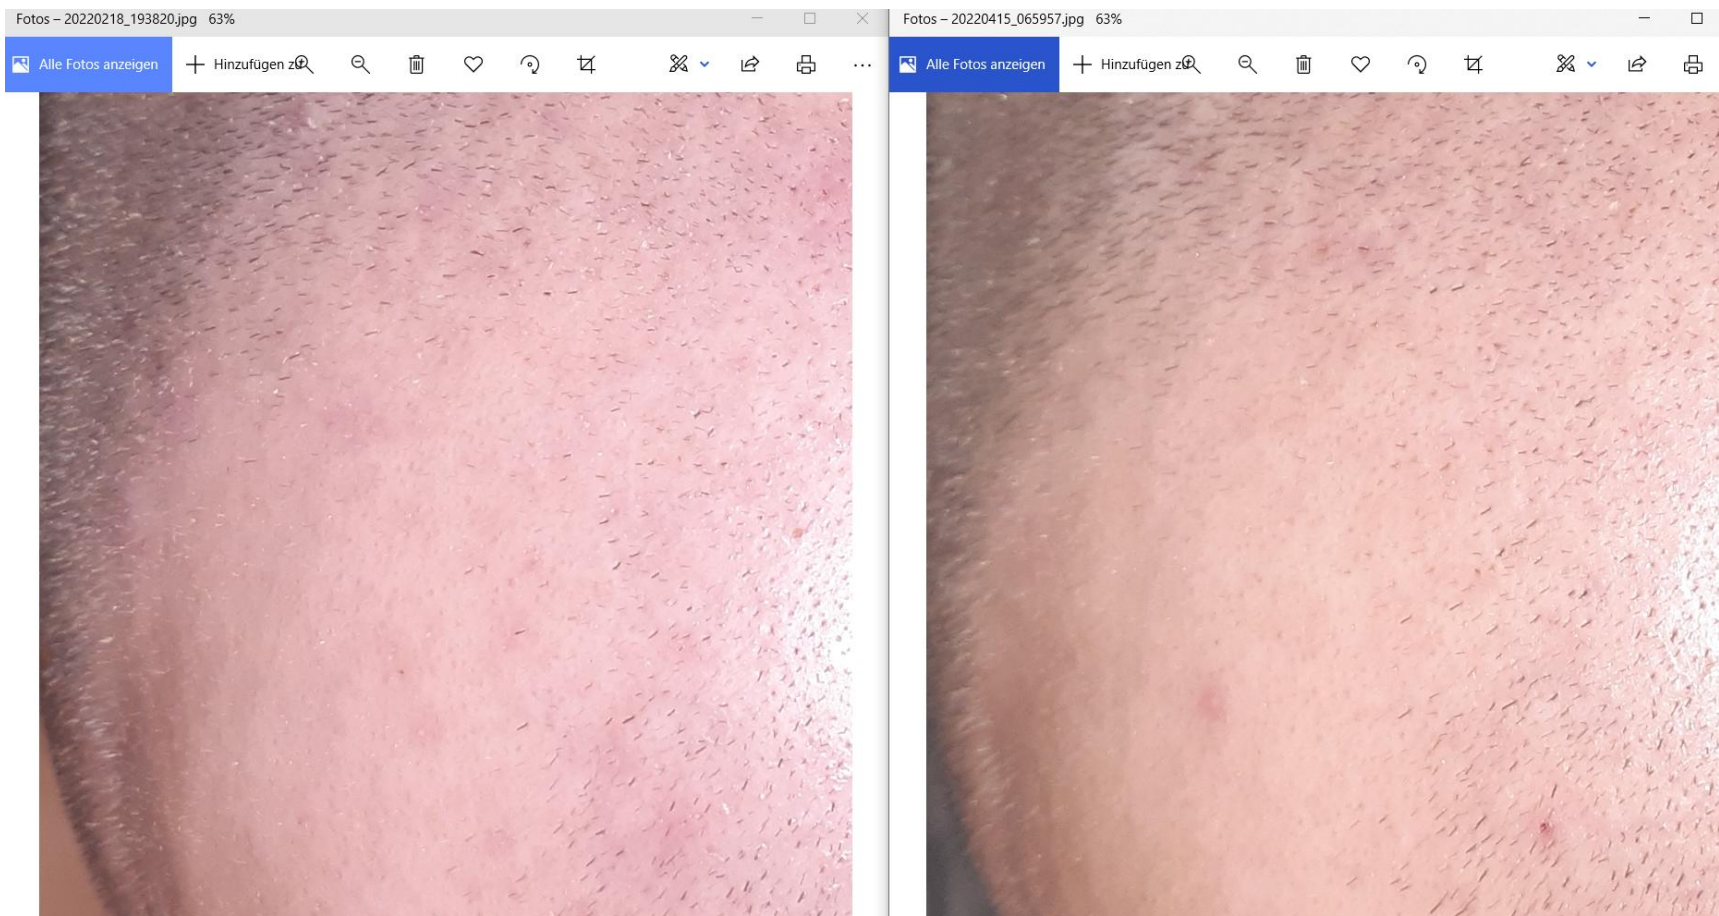 Fotos – 20220218_193820.jpg   63%
Alle Fotos anzeigen
Hinzufügen zu
Fotos – 20220415_065957.jpg   63%
Alle Fotos anzeigen
Hinzufügen zu